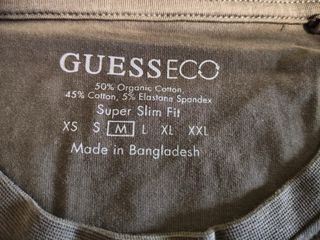 GUESSECO
50% Organic Cotton,
45% Cotton, 5% Elastane Spandex
Super Slim Fit
XS S M L XL XXL
Made in Bangladesh